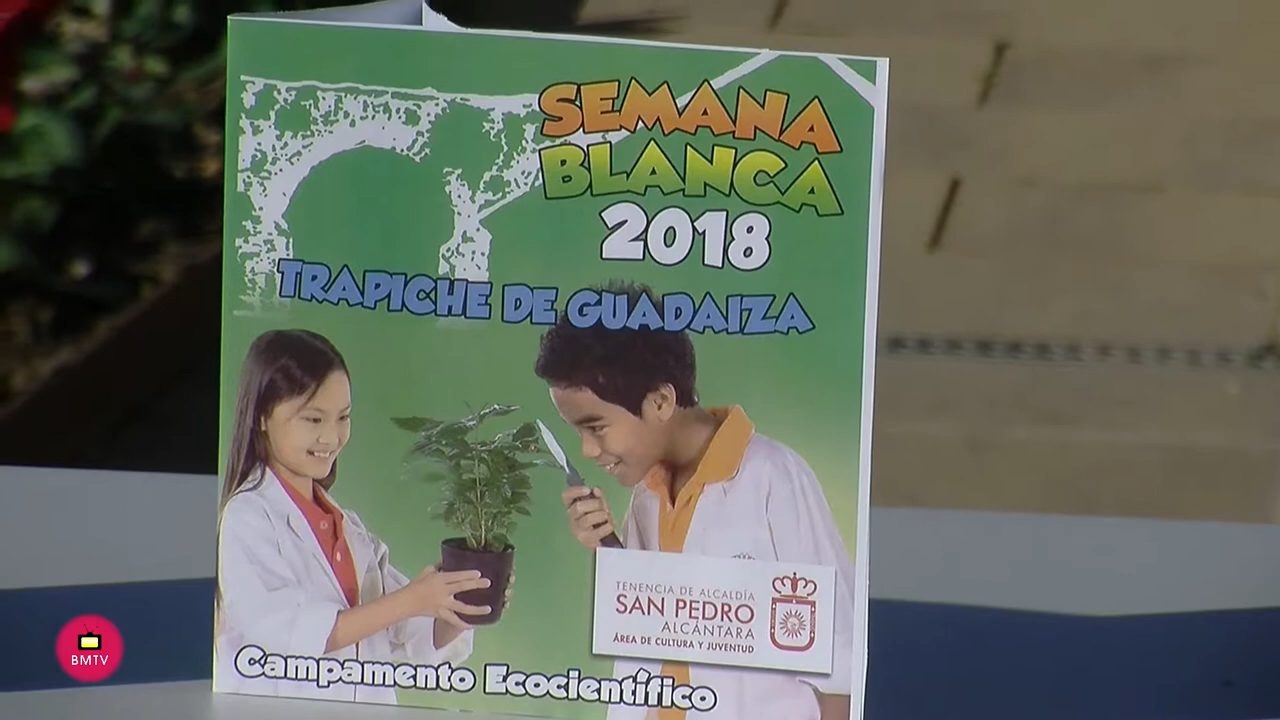 SEMANA
BLANCA
2018
TRAPICHE DE GUADAIZA
TENENCIA DE ALCALDÍA
SAN PEDRO
ALCÁNTARA
ÁREA DE CULTURA Y JUVENTUD
Campamento Ecocientífico
BMTV